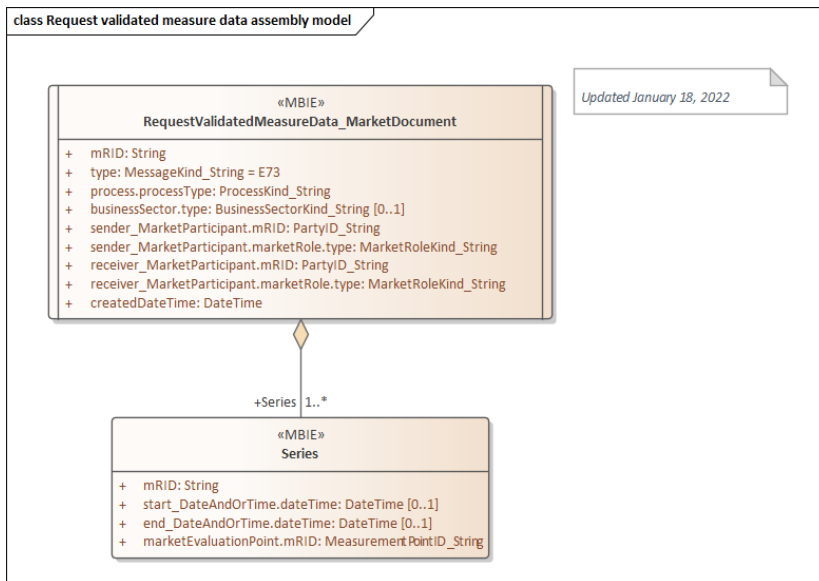 class Request validated measure data assembly model
Updated January 18, 2022
«MBIE»
RequestValidatedMeasureData_MarketDocument
+ mRID: String
+ type: MessageKind_String = E73
+ process.processType: ProcessKind_String
+ businessSector.type: BusinessSectorKind_String [0..1]
+ sender_MarketParticipant.mRID: PartyID_String
+ sender_MarketParticipant.marketRole.type: MarketRoleKind_String
+ receiver_MarketParticipant.mRID: PartyID_String
+ receiver_MarketParticipant.marketRole.type: MarketRoleKind_String
+ createdDateTime: DateTime
+Series 1..*
«MBIE»
Series
+ mRID: String
+ start_DateAndOrTime.dateTime: DateTime [0..1]
+ end_DateAndOrTime.dateTime: DateTime [0..1]
+ marketEvaluationPoint.mRID: MeasurementPointID_String